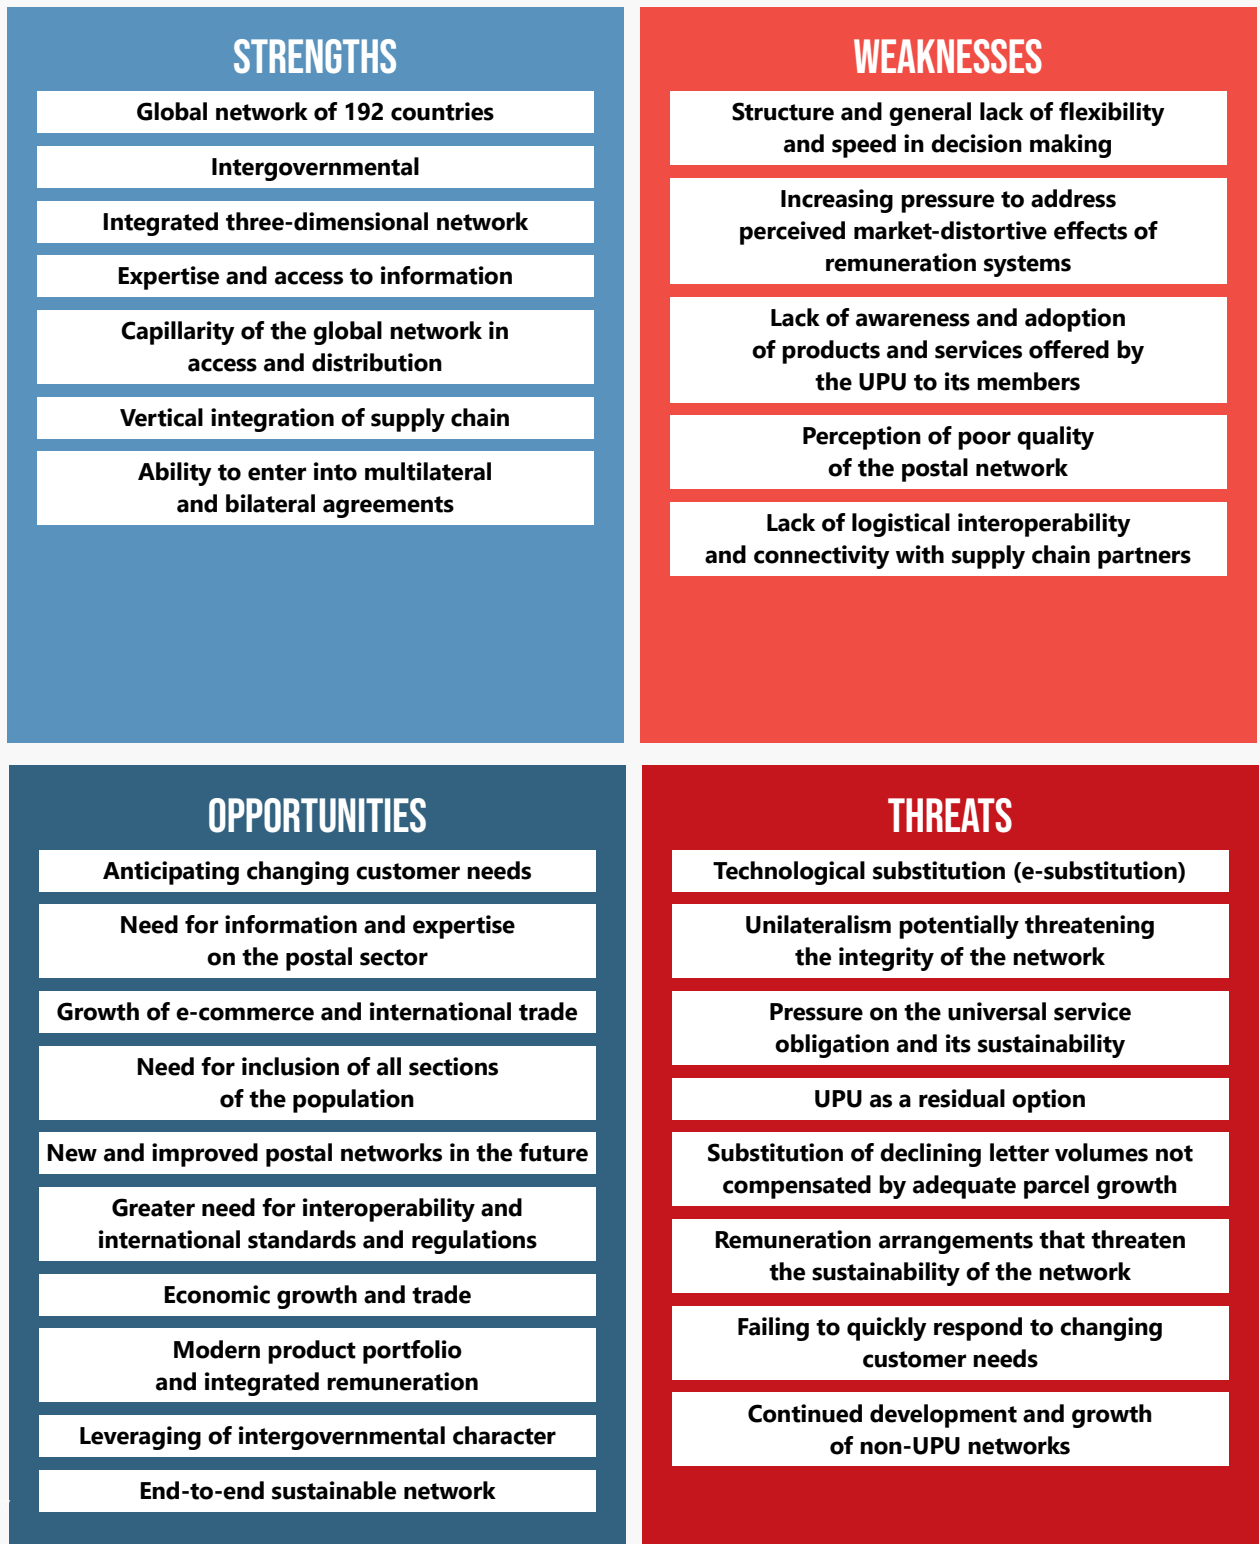 STRENGTHS
Global network of 192 countries
Intergovernmental
Integrated three-dimensional network
Expertise and access to information
Capillarity of the global network in
access and distribution
Vertical integration of supply chain
Ability to enter into multilateral
and bilateral agreements
WEAKNESSES
Structure and general lack of flexibility
and speed in decision making
Increasing pressure to address
perceived market-distortive effects of
remuneration systems
Lack of awareness and adoption
of products and services offered by
the UPU to its members
Perception of poor quality
of the postal network
Lack of logistical interoperability
and connectivity with supply chain partners
OPPORTUNITIES
Anticipating changing customer needs
Need for information and expertise
on the postal sector
Growth of e-commerce and international trade
Need for inclusion of all sections
of the population
New and improved postal networks in the future
Greater need for interoperability and
international standards and regulations
Economic growth and trade
Modern product portfolio
and integrated remuneration
Leveraging of intergovernmental character
End-to-end sustainable network
THREATS
Technological substitution (e-substitution)
Unilateralism potentially threatening
the integrity of the network
Pressure on the universal service
obligation and its sustainability
UPU as a residual option
Substitution of declining letter volumes not
compensated by adequate parcel growth
Remuneration arrangements that threaten
the sustainability of the network
Failing to quickly respond to changing
customer needs
Continued development and growth
of non-UPU networks